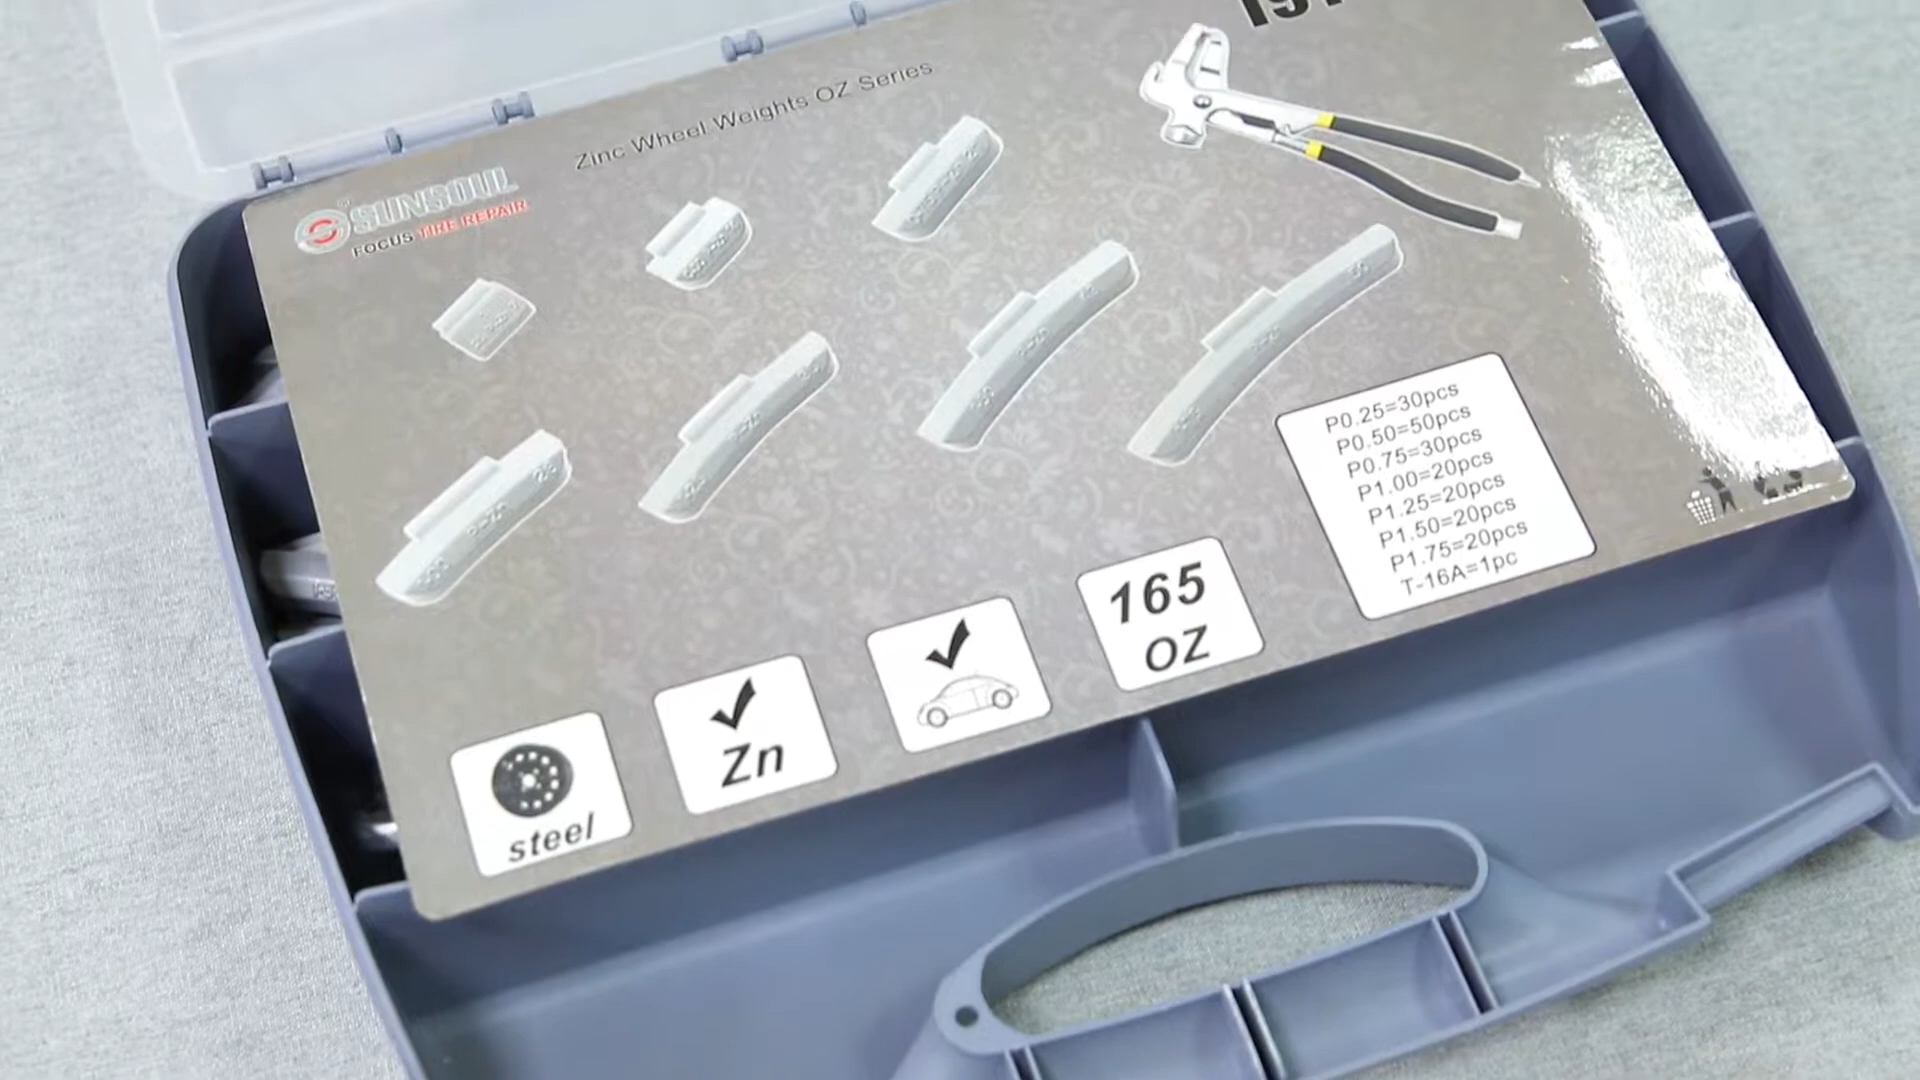 Zinc Wheel Weights OZ Series
SUNSOUL
FOCUS TIRE REPAIR
P0.25=30pcs
P0.50=50pcs
P0.75=30pcs
P1.00=20pcs
P1.25=20pcs
P1.50=20pcs
P1.75=20pcs
T-16A=1pc
165
OZ
Zn
steel